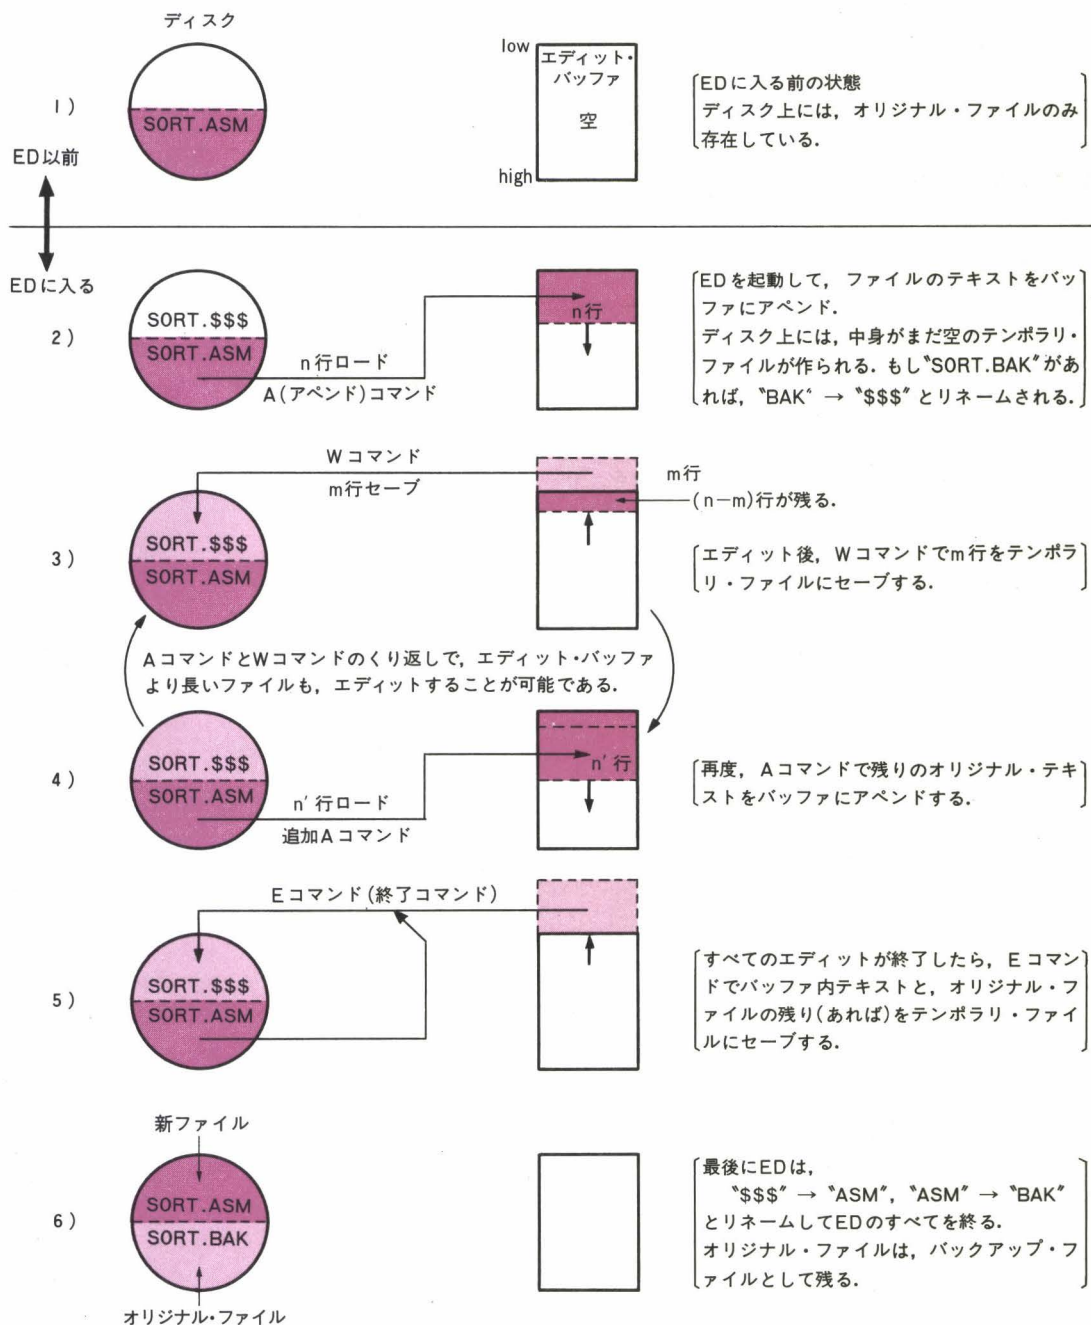 ディスク
1)
SORT.ASM
low
エディット・
バッファ
空
high
EDに入る前の状態
ディスク上には，オリジナル・ファイルのみ
存在している．
ED以前
EDに入る
2)
SORT.$$$
SORT.ASM
n行ロード
A(アペンド)コマンド
n行
EDを起動して，ファイルのテキストをバッ
ファにアペンド．
ディスク上には，中身がまだ空のテンポラリ・
ファイルが作られる．もし〝SORT.BAK〞があ
れば，〝BAK〞→〝$$$〞とリネームされる．
3)
Wコマンド
m行セーブ
SORT.$$$
SORT.ASM
m行
(n−m)行が残る．
エディット後，Wコマンドでm行をテンポラ
リ・ファイルにセーブする．
AコマンドとWコマンドのくり返しで，エディット・バッファ
より長いファイルも，エディットすることが可能である．
4)
SORT.$$$
SORT.ASM
n′行ロード
追加Aコマンド
n′行
再度，Aコマンドで残りのオリジナル・テキ
ストをバッファにアペンドする．
5)
Eコマンド(終了コマンド)
SORT.$$$
SORT.ASM
すべてのエディットが終了したら，Eコマン
ドでバッファ内テキストと，オリジナル・フ
ァイルの残り(あれば)をテンポラリ・ファイ
ルにセーブする．
6)
新ファイル
SORT.ASM
SORT.BAK
オリジナル・ファイル
最後にEDは，
〝$$$〞→〝ASM〞，〝ASM〞→〝BAK〞
とリネームしてEDのすべてを終る．
オリジナル・ファイルは，バックアップ・フ
ァイルとして残る．